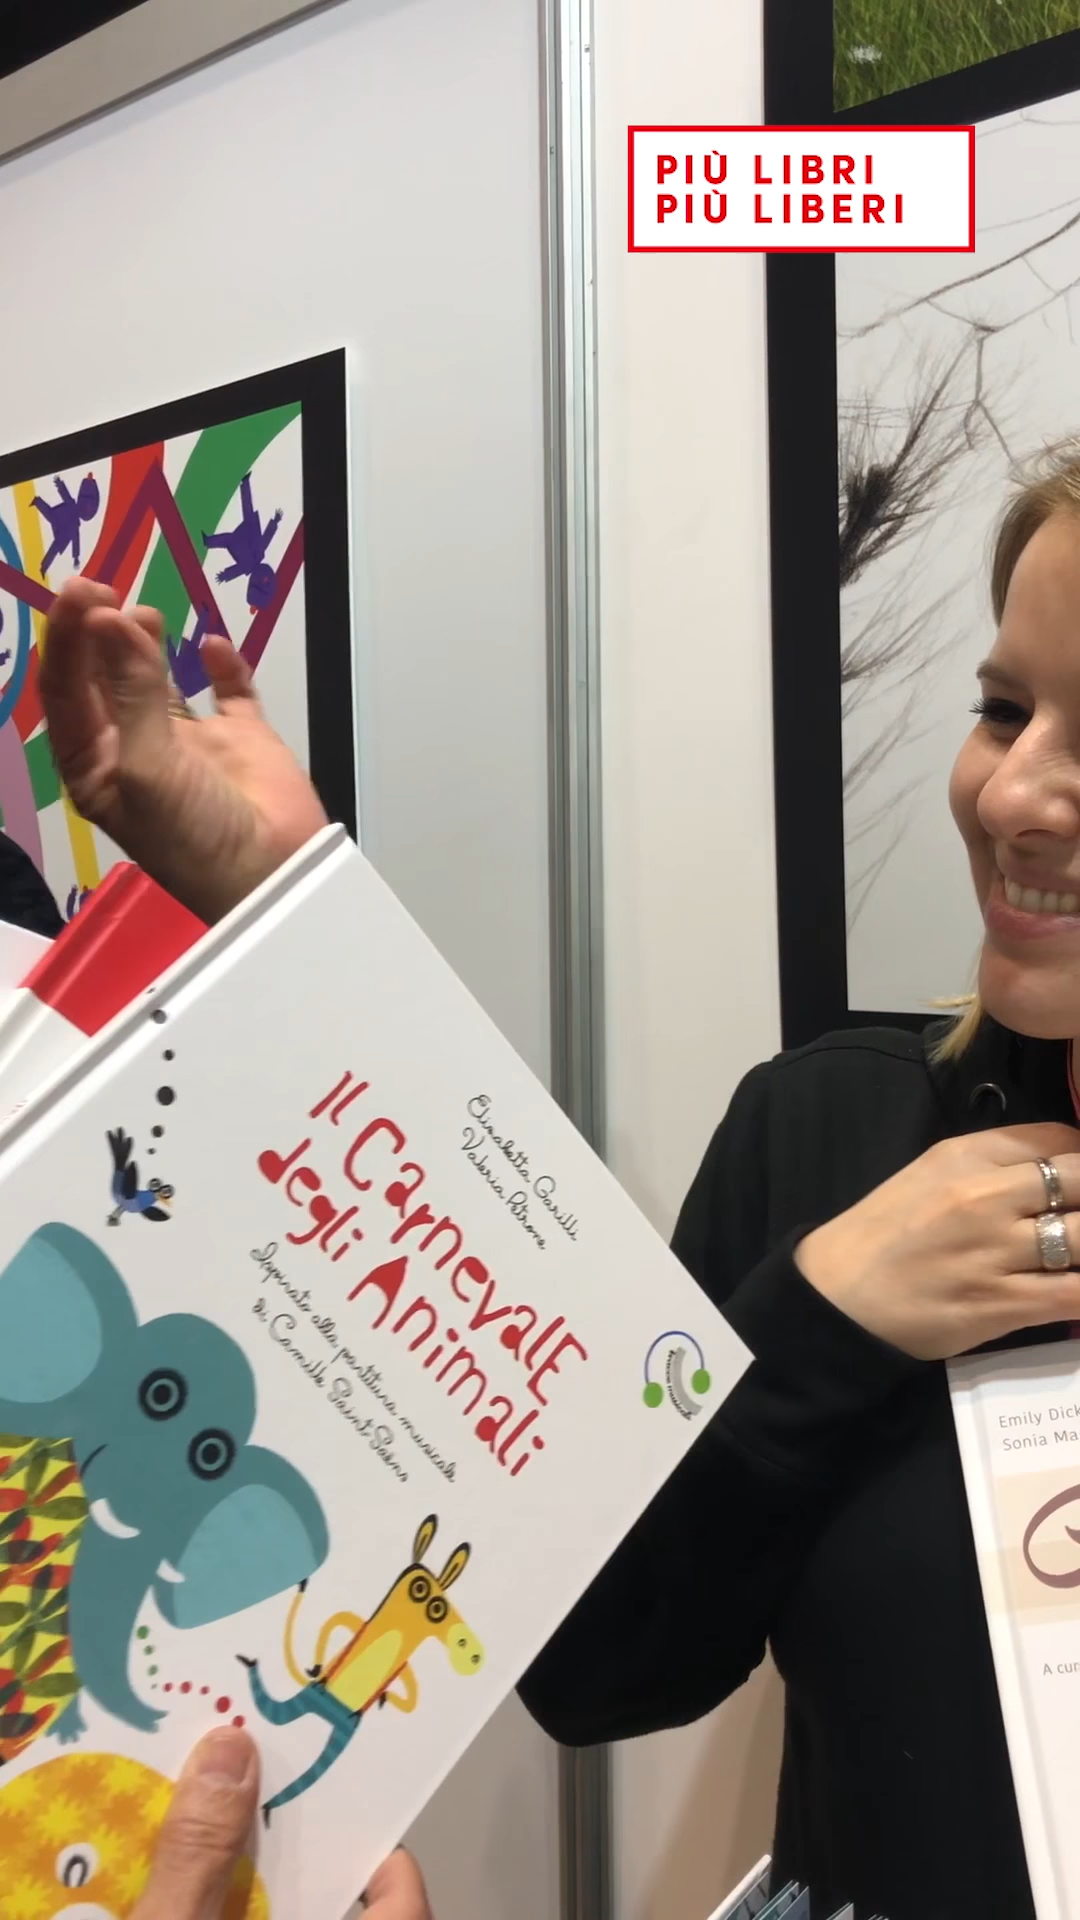 PIÙ LIBRI
PIÙ LIBERI
Elisabetta Garilli
Valeria Petrone
Il CarnevalE
degli Animali
Ispirato alla partitura musicale
di Camille Saint-Saëns
Emily Dick
Sonia Ma
A cur